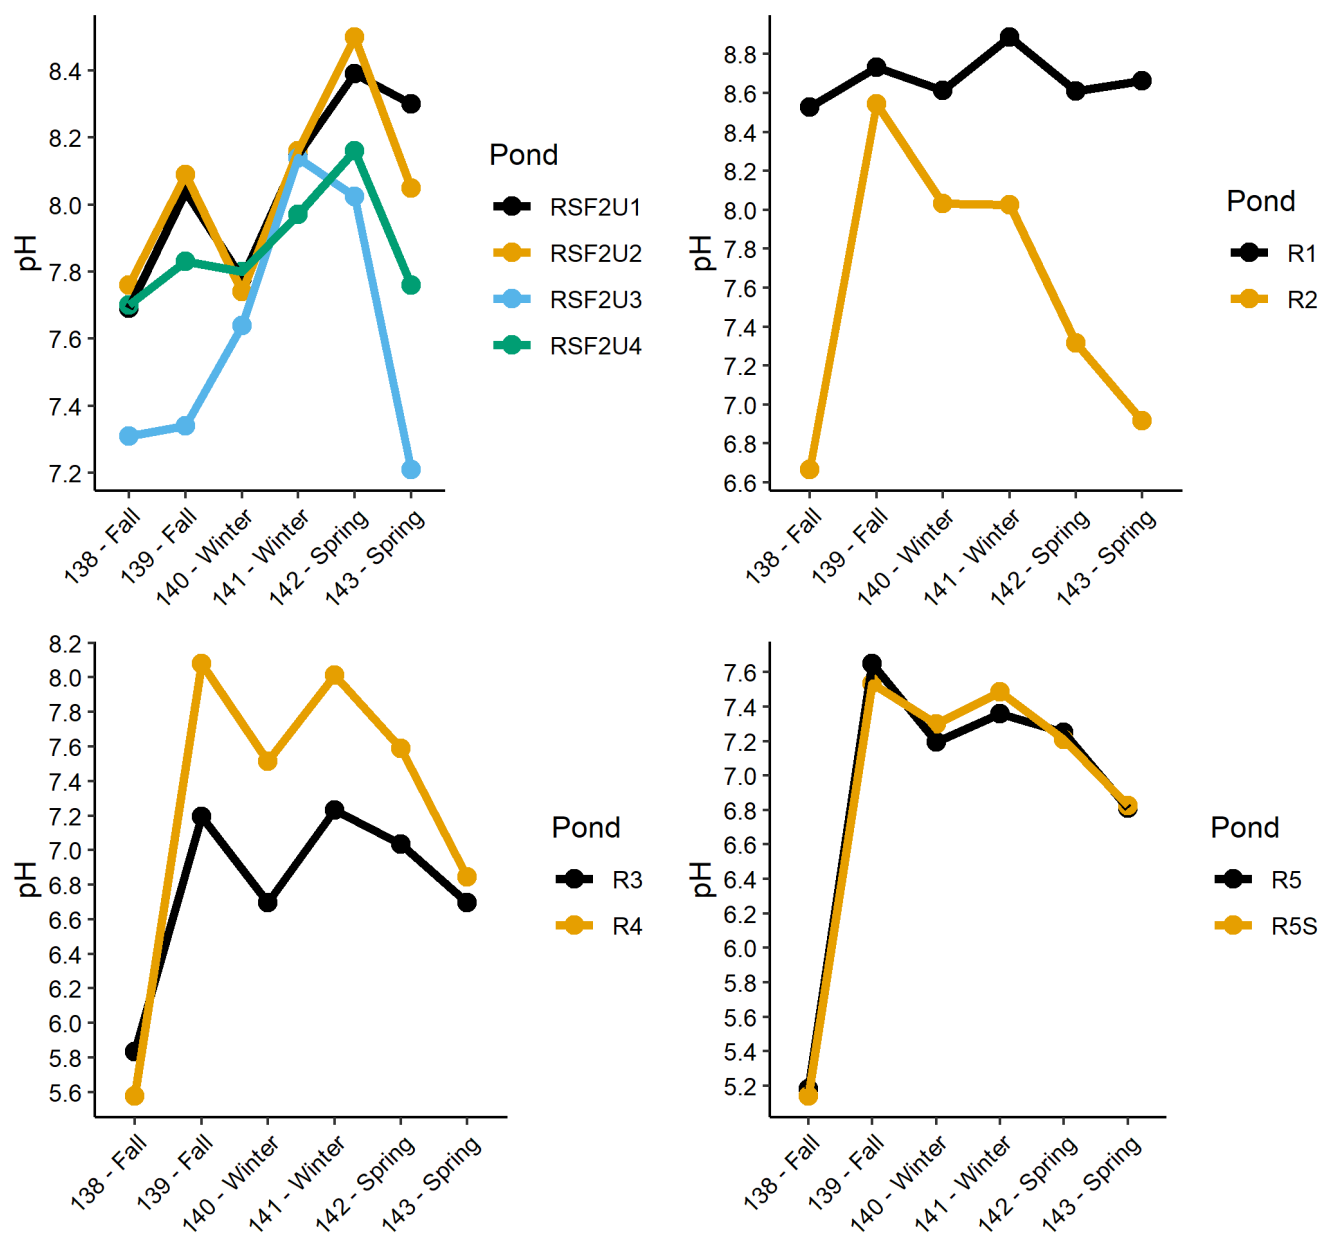 8.4
8.2
8.0
7.8
7.6
7.4
7.2
pH
138 - Fall
139 - Fall
140 - Winter
141 - Winter
142 - Spring
143 - Spring
Pond
RSF2U1
RSF2U2
RSF2U3
RSF2U4
8.8
8.6
8.4
8.2
8.0
7.8
7.6
7.4
7.2
7.0
6.8
6.6
pH
138 - Fall
139 - Fall
140 - Winter
141 - Winter
142 - Spring
143 - Spring
Pond
R1
R2
8.2
8.0
7.8
7.6
7.4
7.2
7.0
6.8
6.6
6.4
6.2
6.0
5.8
5.6
pH
138 - Fall
139 - Fall
140 - Winter
141 - Winter
142 - Spring
143 - Spring
Pond
R3
R4
7.6
7.4
7.2
7.0
6.8
6.6
6.4
6.2
6.0
5.8
5.6
5.4
5.2
pH
138 - Fall
139 - Fall
140 - Winter
141 - Winter
142 - Spring
143 - Spring
Pond
R5
R5S